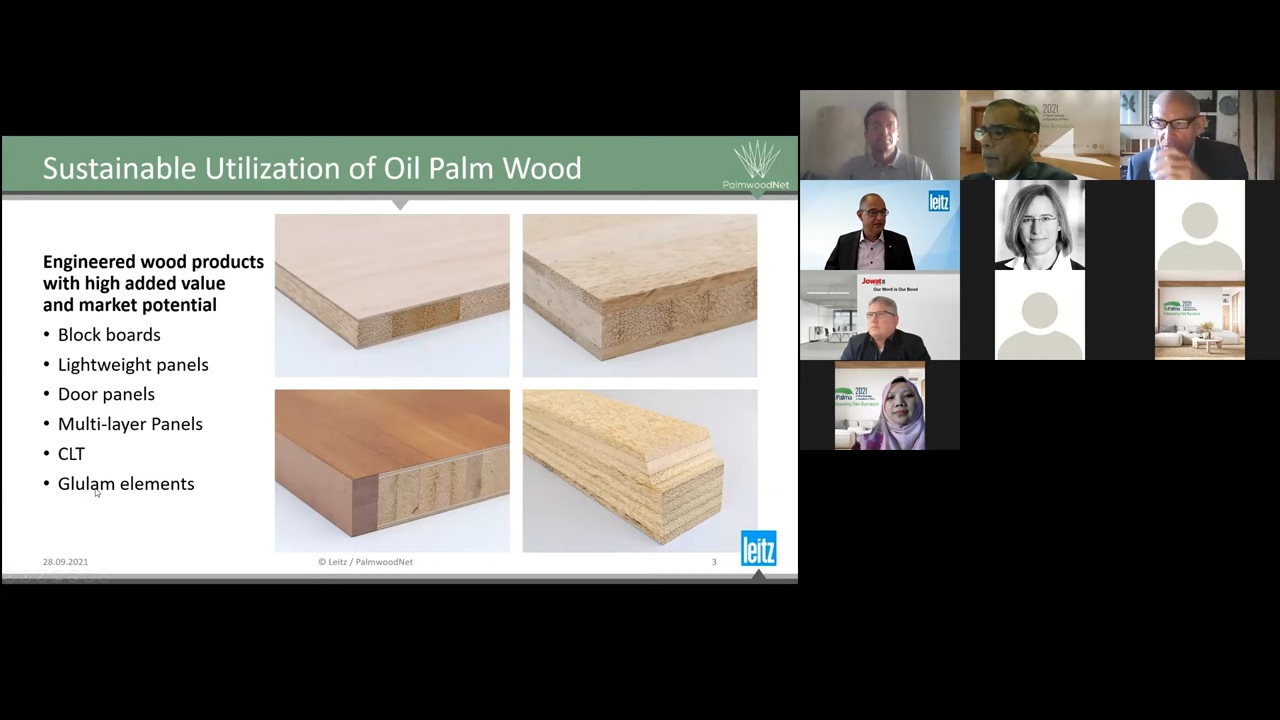 Sustainable Utilization of Oil Palm Wood
PalmwoodNet
Engineered wood products
with high added value
and market potential
• Block boards
• Lightweight panels
• Door panels
• Multi-layer Panels
• CLT
• Glulam elements
28.09.2021
© Leitz / PalmwoodNet
3
leitz
2021
leitz
Jowat
Our Word is Our Bond
2021
2021